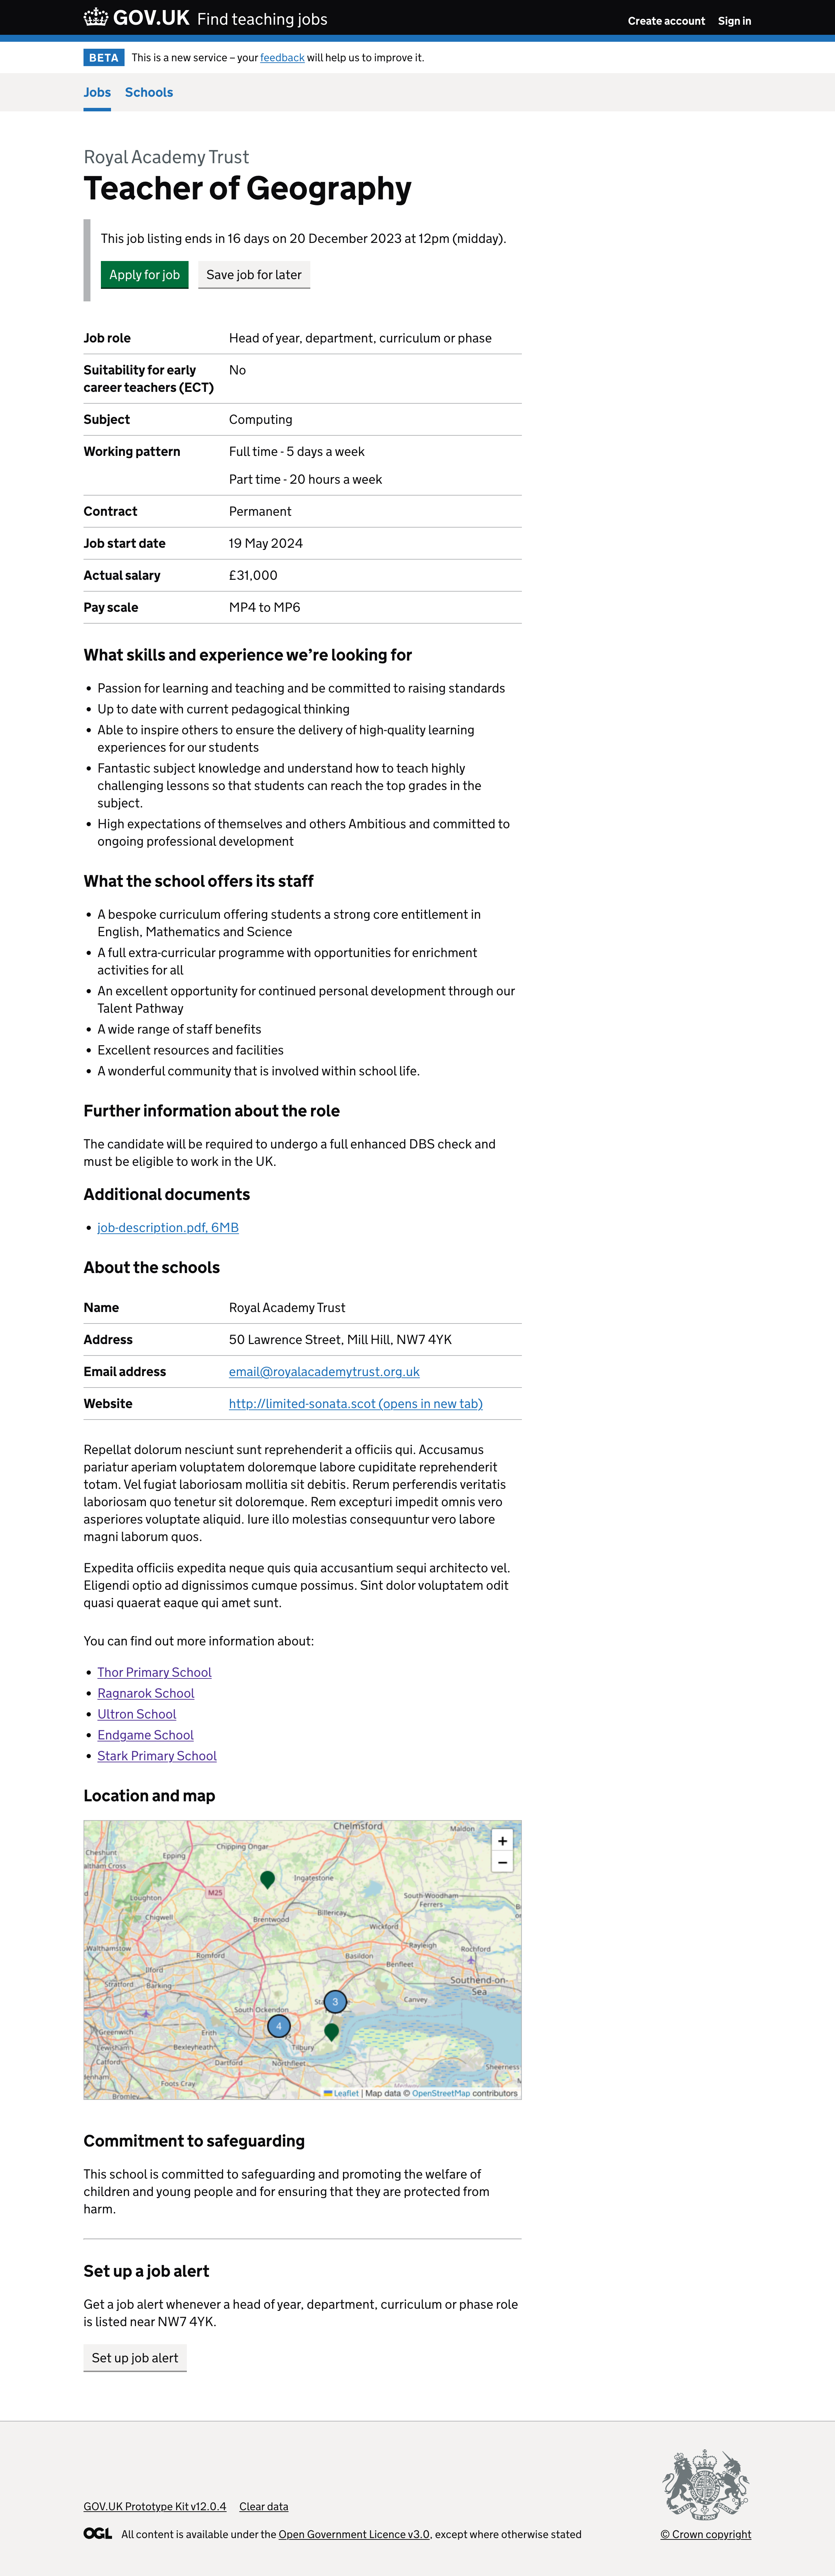 GOV.UK Find teaching jobs
Create account Sign in
BETA This is a new service – your feedback will help us to improve it.
Jobs Schools
Royal Academy Trust
Teacher of Geography
This job listing ends in 16 days on 20 December 2023 at 12pm (midday).
Apply for job Save job for later
Job role Head of year, department, curriculum or phase
Suitability for early No
career teachers (ECT)
Subject Computing
Working pattern Full time - 5 days a week
Part time - 20 hours a week
Contract Permanent
Job start date 19 May 2024
Actual salary £31,000
Pay scale MP4 to MP6
What skills and experience we’re looking for
• Passion for learning and teaching and be committed to raising standards
• Up to date with current pedagogical thinking
• Able to inspire others to ensure the delivery of high-quality learning
experiences for our students
• Fantastic subject knowledge and understand how to teach highly
challenging lessons so that students can reach the top grades in the
subject.
• High expectations of themselves and others Ambitious and committed to
ongoing professional development
What the school offers its staff
• A bespoke curriculum offering students a strong core entitlement in
English, Mathematics and Science
• A full extra-curricular programme with opportunities for enrichment
activities for all
• An excellent opportunity for continued personal development through our
Talent Pathway
• A wide range of staff benefits
• Excellent resources and facilities
• A wonderful community that is involved within school life.
Further information about the role
The candidate will be required to undergo a full enhanced DBS check and
must be eligible to work in the UK.
Additional documents
• job-description.pdf, 6MB
About the schools
Name Royal Academy Trust
Address 50 Lawrence Street, Mill Hill, NW7 4YK
Email address email@royalacademytrust.org.uk
Website http://limited-sonata.scot (opens in new tab)
Repellat dolorum nesciunt sunt reprehenderit a officiis qui. Accusamus
pariatur aperiam voluptatem doloremque labore cupiditate reprehenderit
totam. Vel fugiat laboriosam mollitia sit debitis. Rerum perferendis veritatis
laboriosam quo tenetur sit doloremque. Rem excepturi impedit omnis vero
asperiores voluptate aliquid. Iure illo molestias consequuntur vero labore
magni laborum quos.
Expedita officiis expedita neque quis quia accusantium sequi architecto vel.
Eligendi optio ad dignissimos cumque possimus. Sint dolor voluptatem odit
quasi quaerat eaque qui amet sunt.
You can find out more information about:
• Thor Primary School
• Ragnarok School
• Ultron School
• Endgame School
• Stark Primary School
Location and map
Chelmsford
Maldon
+
Chipping Ongar
Cheshunt
Epping
−
altham Cross
Ingatestone
M25
Loughton
South Woodham
Ferrers
Billericay
Chigwell
Brentwood
Wickford
Rayleigh
Rochford
Walthamstow
Romford
Basildon
Benfleet
Ilford
Stratford
Barking
Southend-on-
Sea
Canvey
3
South Ockendon
4
Greenwich
Erith
Tilbury
Lewisham
Bexleyheath
Dartford
Northfleet
Catford
Sheerness
Foots Cray
Bromley
Leaflet | Map data © OpenStreetMap contributors
Commitment to safeguarding
This school is committed to safeguarding and promoting the welfare of
children and young people and for ensuring that they are protected from
harm.
Set up a job alert
Get a job alert whenever a head of year, department, curriculum or phase role
is listed near NW7 4YK.
Set up job alert
GOV.UK Prototype Kit v12.0.4 Clear data
OGL All content is available under the Open Government Licence v3.0, except where otherwise stated
© Crown copyright